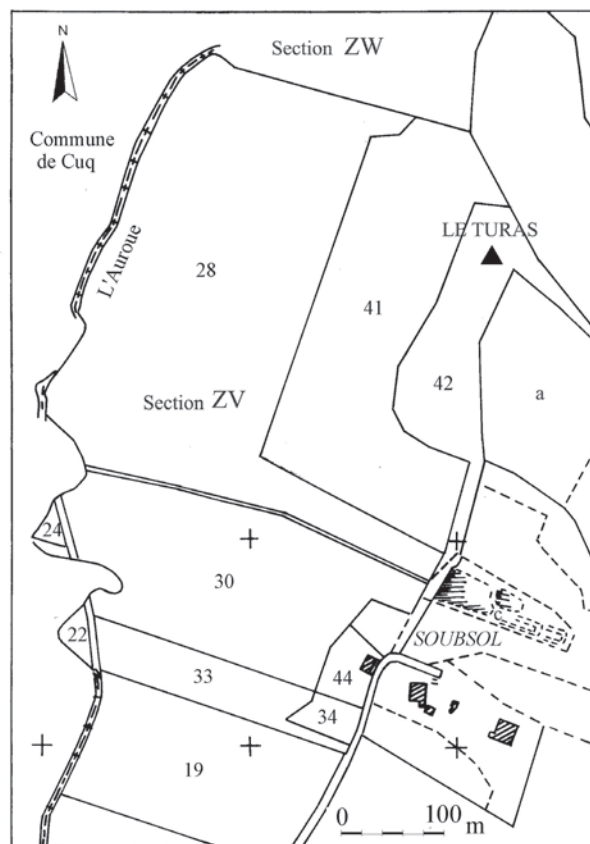 N
Section ZW
Commune
de Cuq
L'Auroue
LE TURAS
28
41
42
a
Section ZV
24
30
c
SOUBSOL
22
33
44
34
19
0 100
m